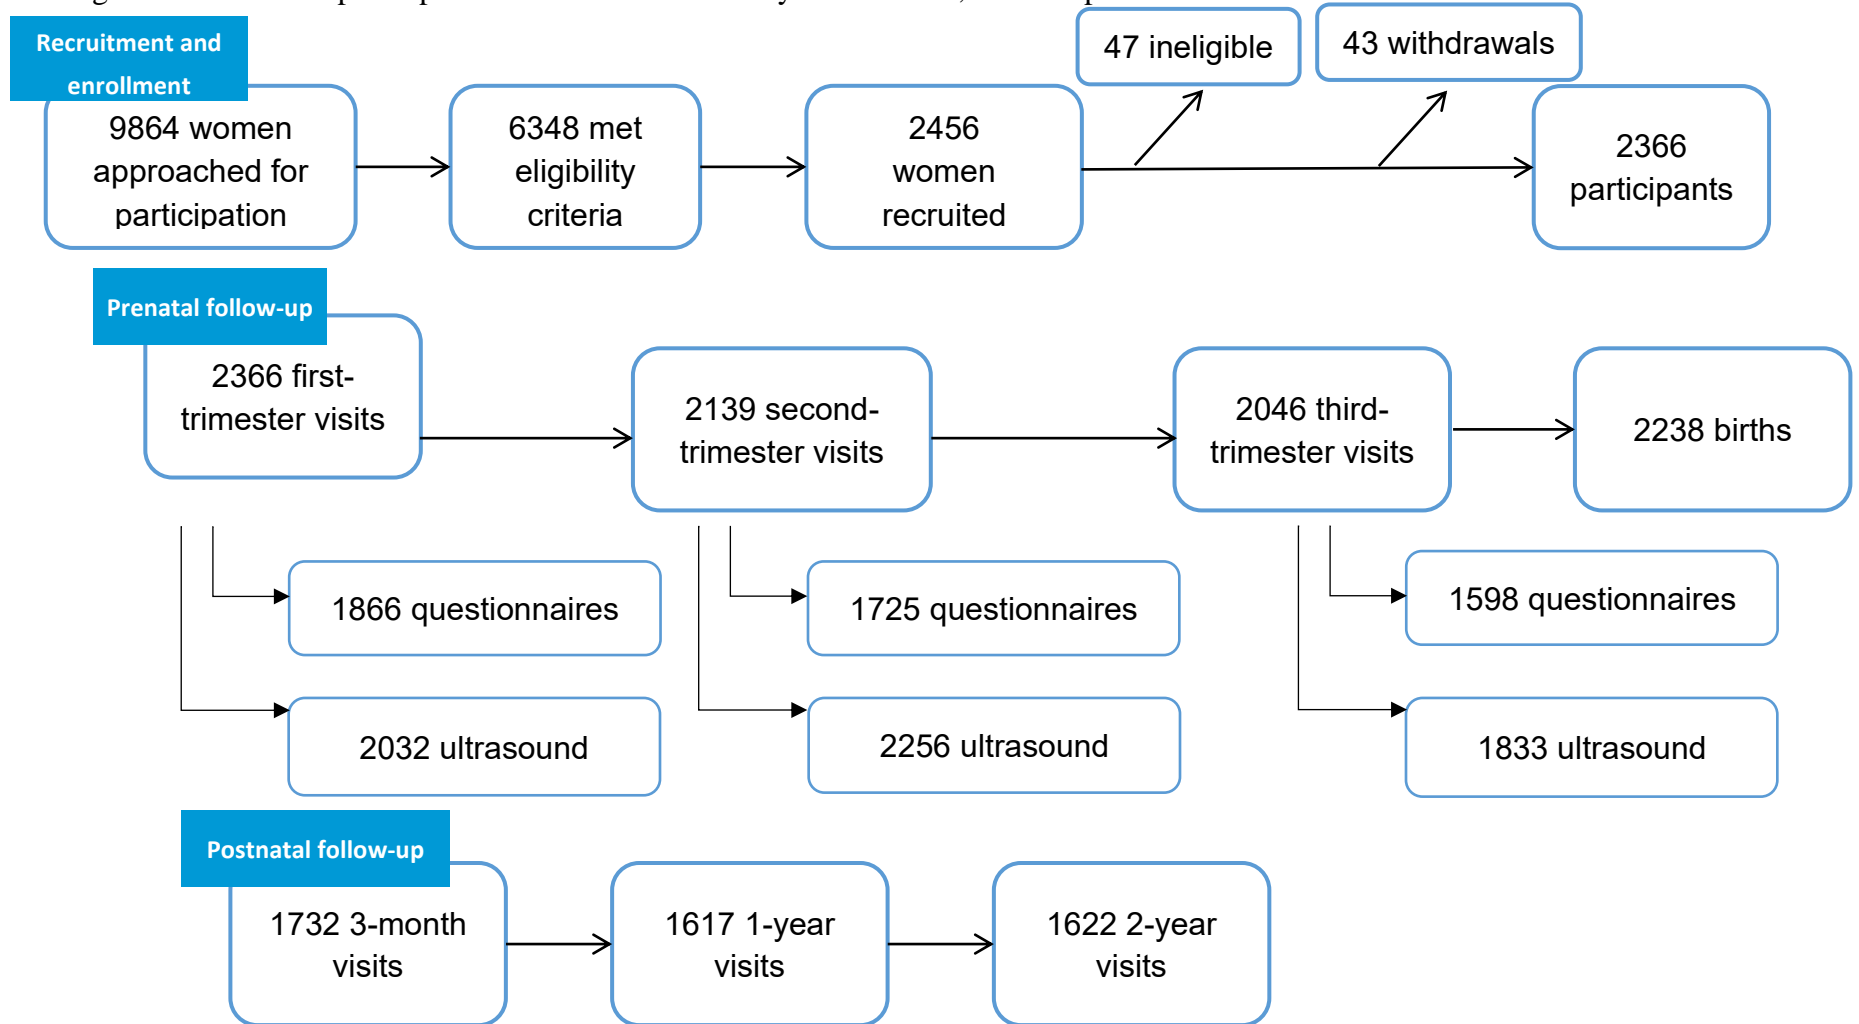 Recruitment and
enrollment
9864 women
approached for
participation
6348 met
eligibility
criteria
2456
women
recruited
47 ineligible
43 withdrawals
2366
participants
Prenatal follow-up
2366 first-
trimester visits
2139 second-
trimester visits
2046 third-
trimester visits
2238 births
1866 questionnaires
1725 questionnaires
1598 questionnaires
2032 ultrasound
2256 ultrasound
1833 ultrasound
Postnatal follow-up
1732 3-month
visits
1617 1-year
visits
1622 2-year
visits